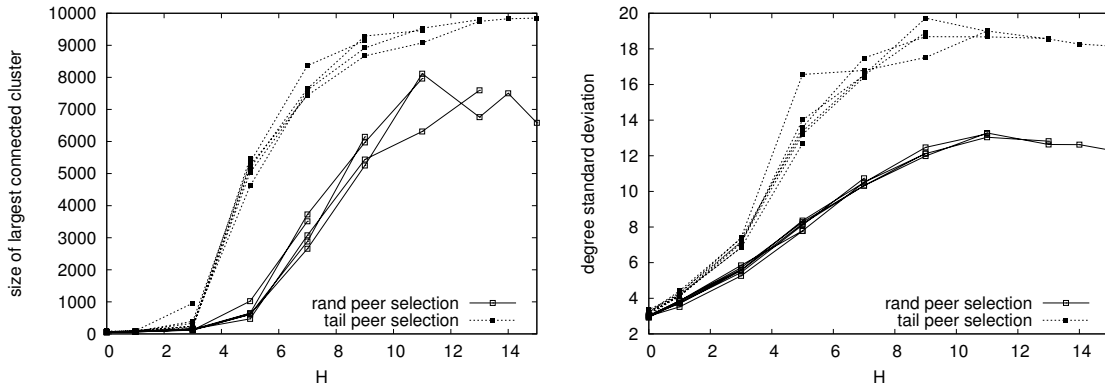 size of largest connected cluster
10000
9000
8000
7000
6000
5000
4000
3000
2000
1000
0
0 2 4 6 8 10 12 14
H
rand peer selection
tail peer selection
degree standard deviation
20
18
16
14
12
10
8
6
4
2
0 2 4 6 8 10 12 14
H
rand peer selection
tail peer selection